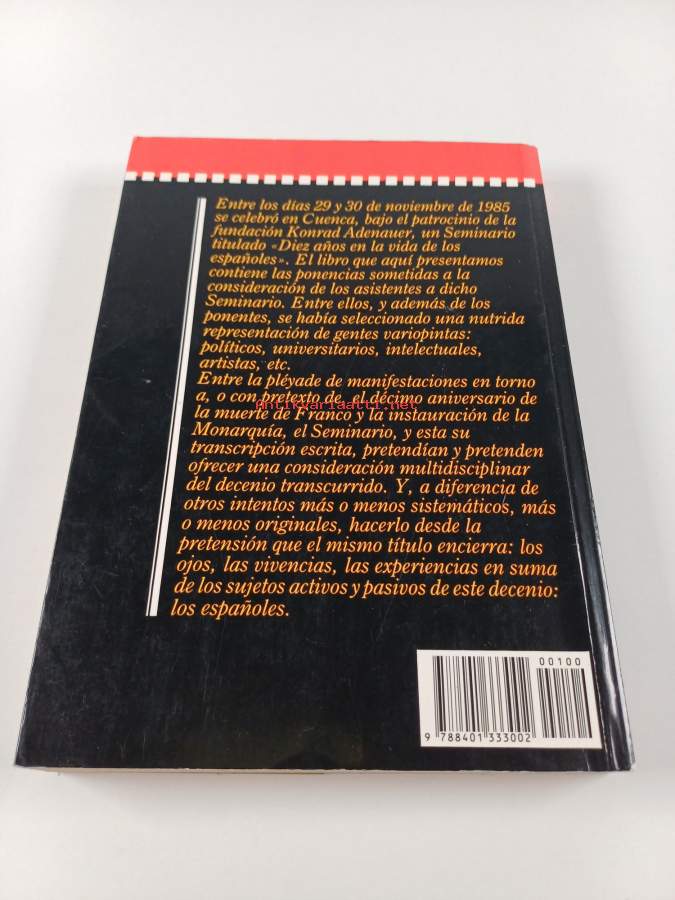 Entre los días 29 y 30 de noviembre de 1985
se celebró en Cuenca, bajo el patrocinio de la
fundación Konrad Adenauer, un Seminario
titulado «Diez años en la vida de los
españoles». El libro que aquí presentamos
contiene las ponencias sometidas a la
consideración de los asistentes a dicho
Seminario. Entre ellos, y además de los
ponentes, se había seleccionado una nutrida
representación de gentes variopintas:
políticos, universitarios, intelectuales,
artistas, etc.
Entre la pléyade de manifestaciones en torno
a, o con pretexto de, el décimo aniversario de
antikvariaatti.net
la muerte de Franco y la instauración de la
Monarquía, el Seminario, y esta su
transcripción escrita, pretendían y pretenden
ofrecer una consideración multidisciplinar
del decenio transcurrido. Y, a diferencia de
otros intentos más o menos sistemáticos, más
o menos originales, hacerlo desde la
pretensión que el mismo título encierra: los
ojos, las vivencias, las experiencias en suma
de los sujetos activos y pasivos de este decenio:
los españoles.
00100
9 788401 333002